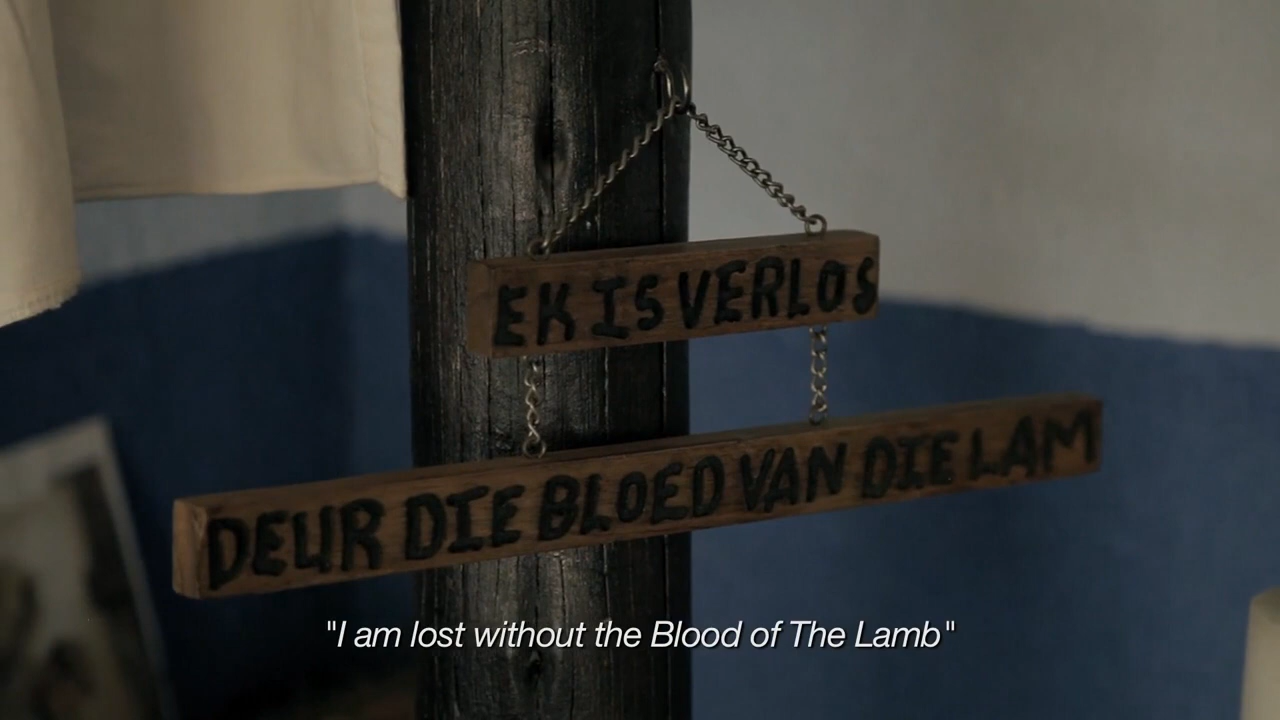 EK IS VERLOS
DEUR DIE BLOED VAN DIE LAM
"I am lost without the Blood of The Lamb"